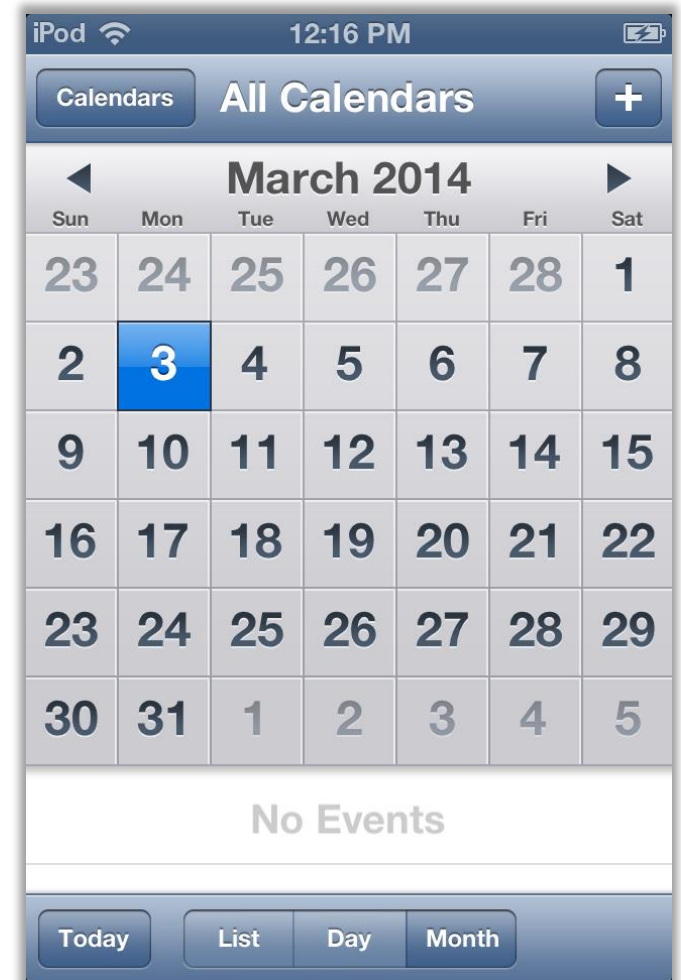 iPod 12:16 PM
Calendars All Calendars +
March 2014
Sun Mon Tue Wed Thu Fri Sat
23 24 25 26 27 28 1
2 3 4 5 6 7 8
9 10 11 12 13 14 15
16 17 18 19 20 21 22
23 24 25 26 27 28 29
30 31 1 2 3 4 5
No Events
Today List Day Month